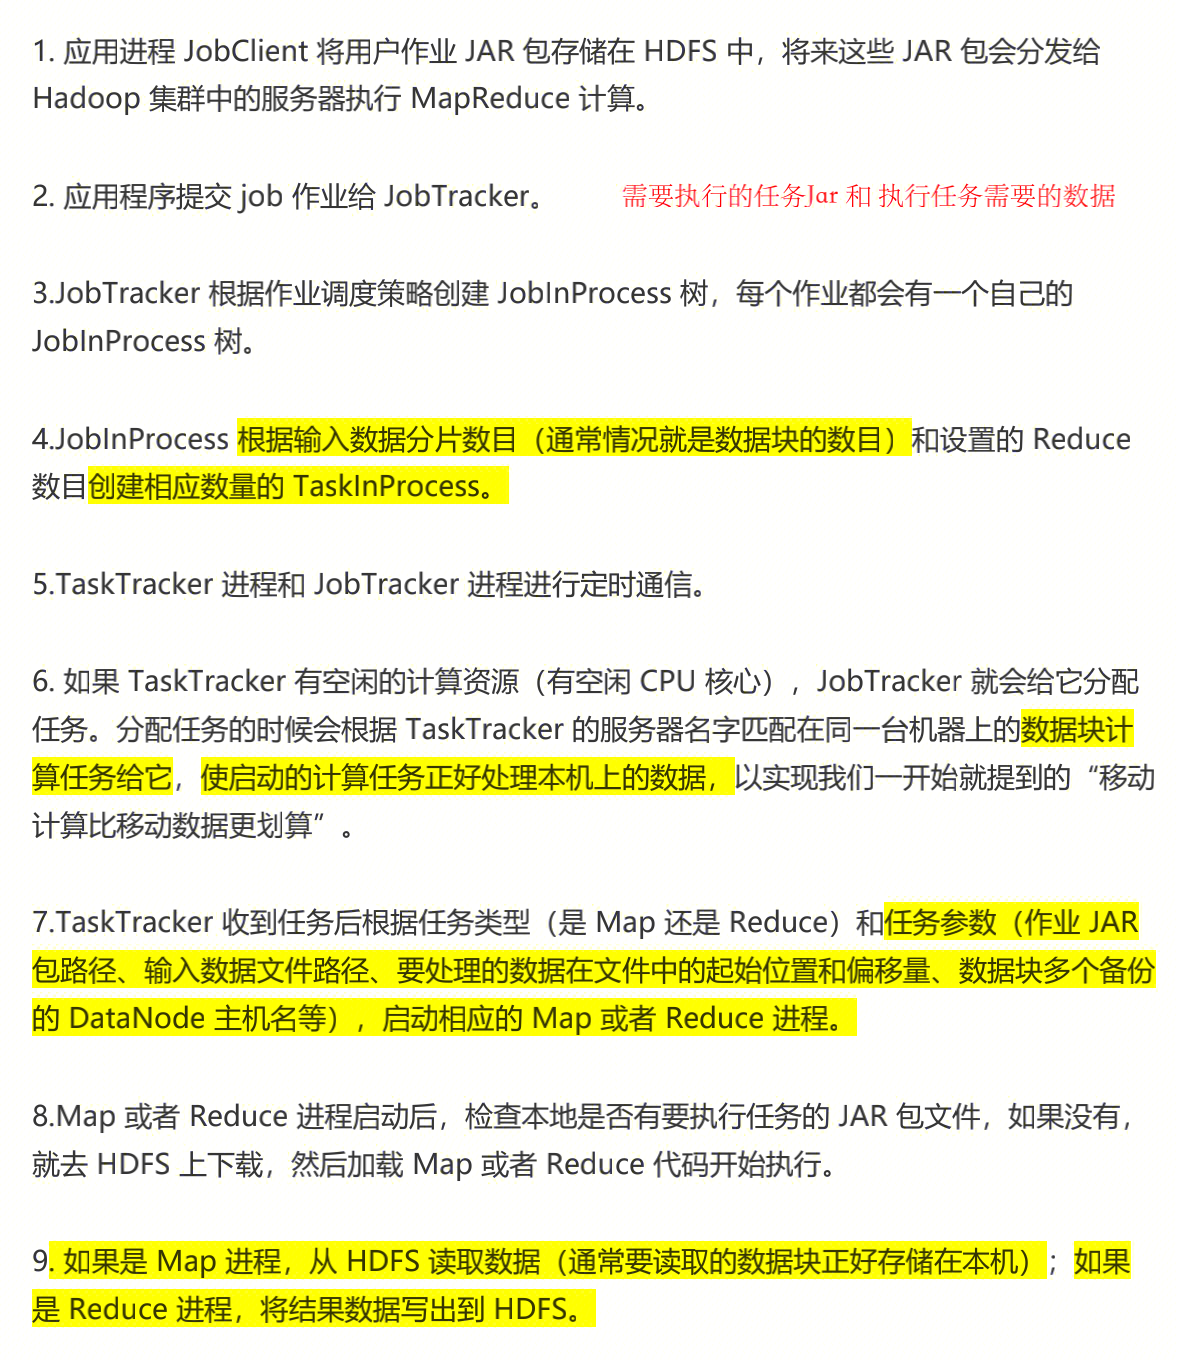 1. 应用进程 JobClient 将用户作业 JAR 包存储在 HDFS 中，将来这些 JAR 包会分发给
Hadoop 集群中的服务器执行 MapReduce 计算。
2. 应用程序提交 job 作业给 JobTracker。 需要执行的任务Jar 和 执行任务需要的数据
3.JobTracker 根据作业调度策略创建 JobInProcess 树，每个作业都会有一个自己的
JobInProcess 树。
4.JobInProcess 根据输入数据分片数目（通常情况就是数据块的数目）和设置的 Reduce
数目创建相应数量的 TaskInProcess。
5.TaskTracker 进程和 JobTracker 进程进行定时通信。
6. 如果 TaskTracker 有空闲的计算资源（有空闲 CPU 核心），JobTracker 就会给它分配
任务。分配任务的时候会根据 TaskTracker 的服务器名字匹配在同一台机器上的数据块计
算任务给它，使启动的计算任务正好处理本机上的数据，以实现我们一开始就提到的“移动
计算比移动数据更划算”。
7.TaskTracker 收到任务后根据任务类型（是 Map 还是 Reduce）和任务参数（作业 JAR
包路径、输入数据文件路径、要处理的数据在文件中的起始位置和偏移量、数据块多个备份
的 DataNode 主机名等），启动相应的 Map 或者 Reduce 进程。
8.Map 或者 Reduce 进程启动后，检查本地是否有要执行任务的 JAR 包文件，如果没有，
就去 HDFS 上下载，然后加载 Map 或者 Reduce 代码开始执行。
9. 如果是 Map 进程，从 HDFS 读取数据（通常要读取的数据块正好存储在本机）；如果
是 Reduce 进程，将结果数据写出到 HDFS。